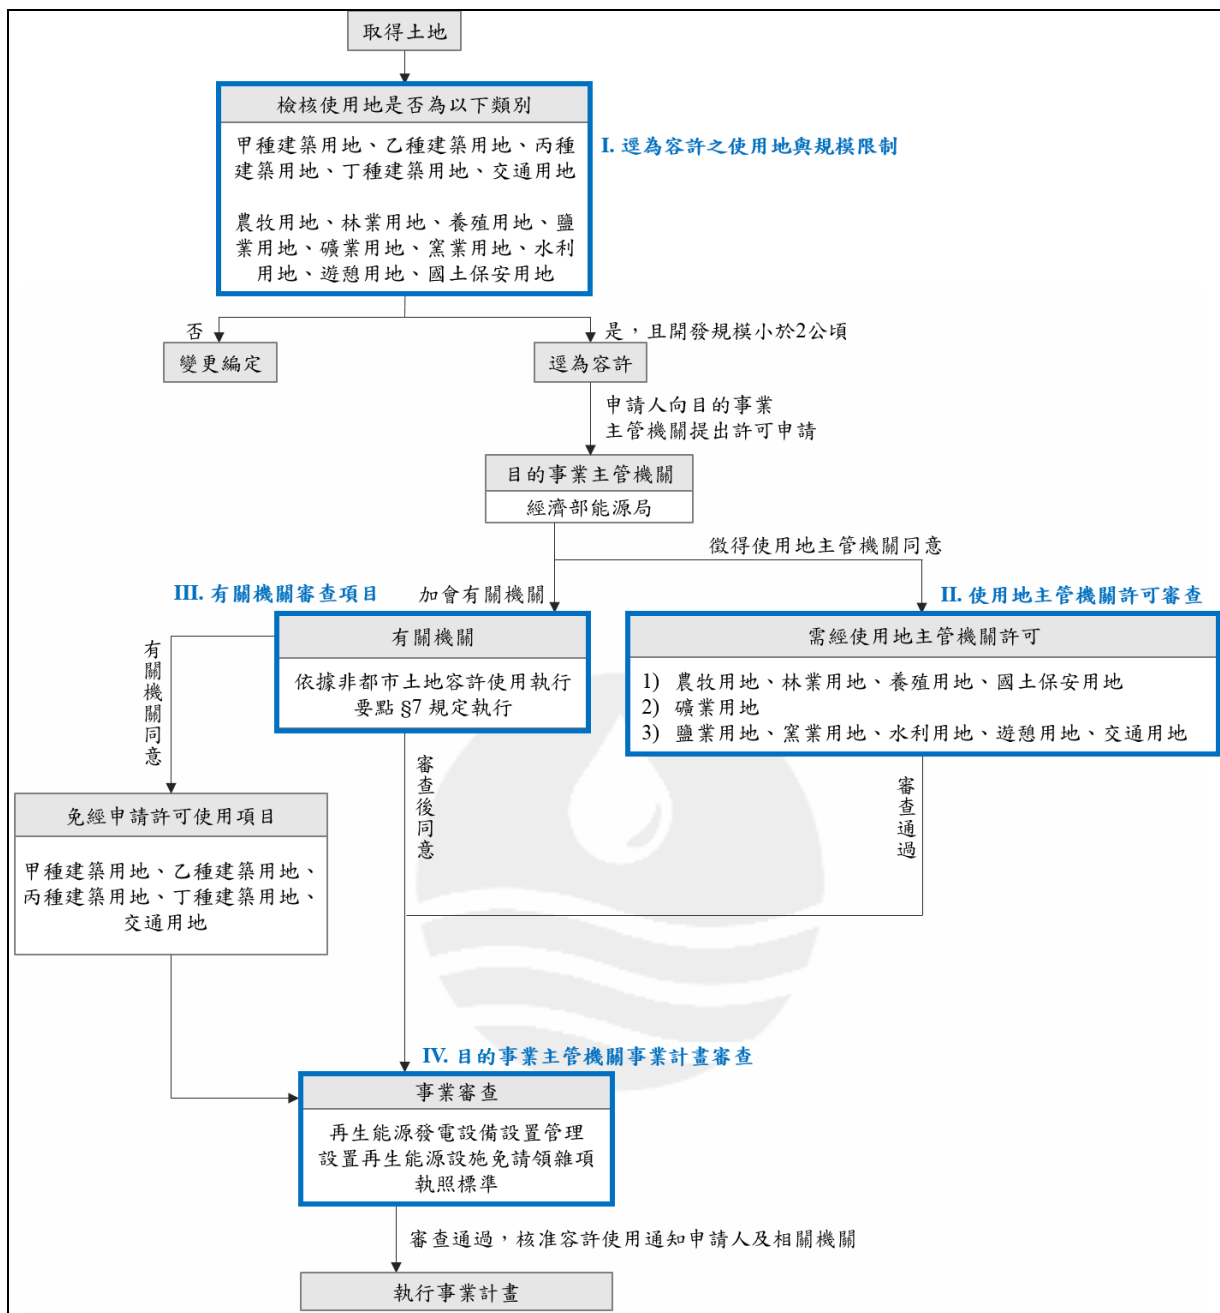 取得土地
檢核使用地是否為以下類別
甲種建築用地、乙種建築用地、丙種
建築用地、丁種建築用地、交通用地
農牧用地、林業用地、養殖用地、鹽
業用地、礦業用地、窯業用地、水利
用地、遊憩用地、國土保安用地
I. 逕為容許之使用地與規模限制
否
是，且開發規模小於2公頃
變更編定
逕為容許
申請人向目的事業
主管機關提出許可申請
目的事業主管機關
經濟部能源局
徵得使用地主管機關同意
III. 有關機關審查項目
加會有關機關
II. 使用地主管機關許可審查
有關機關
依據非都市土地容許使用執行
要點 §7 規定執行
需經使用地主管機關許可
1) 農牧用地、林業用地、養殖用地、國土保安用地
2) 礦業用地
3) 鹽業用地、窯業用地、水利用地、遊憩用地、交通用地
有關機關同意
審查後同意
審查通過
免經申請許可使用項目
甲種建築用地、乙種建築用地、
丙種建築用地、丁種建築用地、
交通用地
IV. 目的事業主管機關事業計畫審查
事業審查
再生能源發電設備設置管理
設置再生能源設施免請領雜項
執照標準
審查通過，核准容許使用通知申請人及相關機關
執行事業計畫